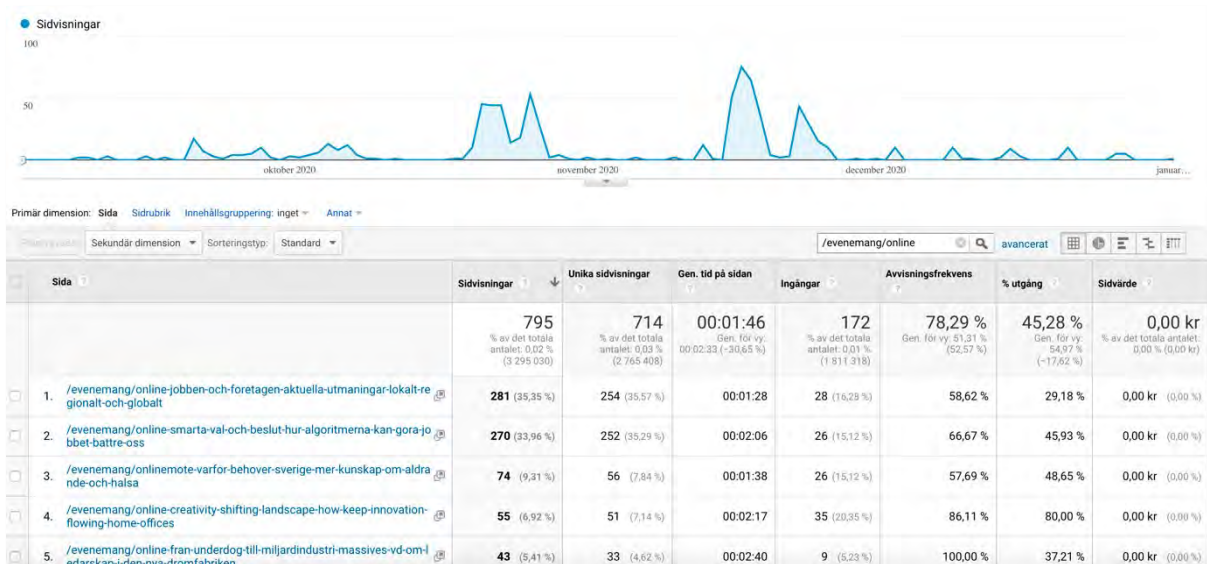 Sidvisningar
100
50
oktober 2020
november 2020
december 2020
januar...
Primär dimension: Sida Sidrubrik Innehållsgruppering: inget Annat
Sekundär dimension Sorteringstyp: Standard /evenemang/online avancerat
Sida Sidvisningar Unika sidvisningar Gen. tid på sidan Ingångar Avvisningsfrekvens % utgång Sidvärde
795 714 00:01:46 172 78,29 % 45,28 % 0,00 kr
% av det totala antalet: 0,02 % (3 295 030)
% av det totala antalet: 0,03 % (2 765 408)
Gen. för vy: 00:02:33 (−30,65 %)
% av det totala antalet: 0,01 % (1 811 318)
Gen. för vy: 51,31 % (52,57 %)
Gen. för vy: 54,97 % (−17,62 %)
% av det totala antalet: 0,00 % (0,00 kr)
1. /evenemang/online-jobben-och-foretagen-aktuella-utmaningar-lokalt-re
gionalt-och-globalt
281 (35,35 %) 254 (35,57 %) 00:01:28 28 (16,28 %) 58,62 % 29,18 % 0,00 kr (0,00 %)
2. /evenemang/online-smarta-val-och-beslut-hur-algoritmerna-kan-gora-jo
bbet-battre-oss
270 (33,96 %) 252 (35,29 %) 00:02:06 26 (15,12 %) 66,67 % 45,93 % 0,00 kr (0,00 %)
3. /evenemang/onlinemote-varfor-behover-sverige-mer-kunskap-om-aldra
nde-och-halsa
74 (9,31 %) 56 (7,84 %) 00:01:38 26 (15,12 %) 57,69 % 48,65 % 0,00 kr (0,00 %)
4. /evenemang/online-creativity-shifting-landscape-how-keep-innovation-
flowing-home-offices
55 (6,92 %) 51 (7,14 %) 00:02:17 35 (20,35 %) 86,11 % 80,00 % 0,00 kr (0,00 %)
5. /evenemang/online-fran-underdog-till-miljardindustri-massives-vd-om-l
edarskap-i-den-nya-dromfabriken
43 (5,41 %) 33 (4,62 %) 00:02:40 9 (5,23 %) 100,00 % 37,21 % 0,00 kr (0,00 %)